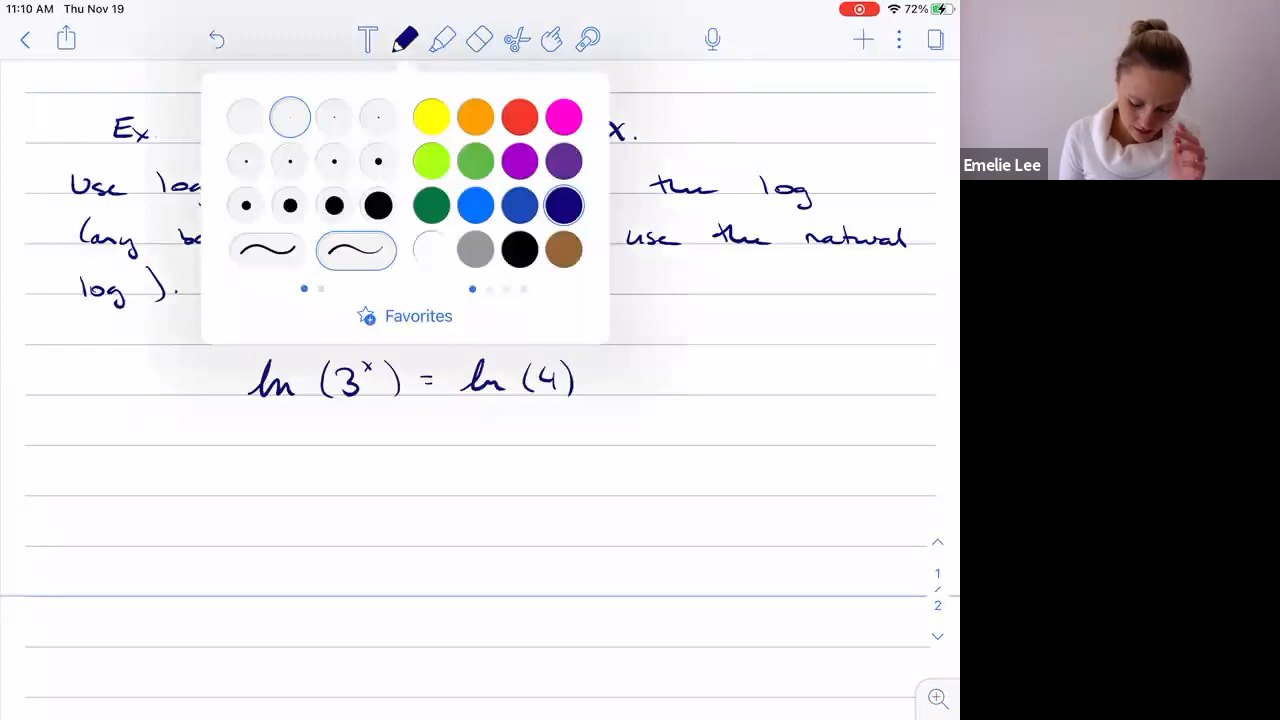 11:10 AM Thu Nov 19
72%
T
Ex. x.
Use log the log
(any use the natural
log).
Favorites
ln (3ˣ) = ln (4)
1
/
2
Emelie Lee